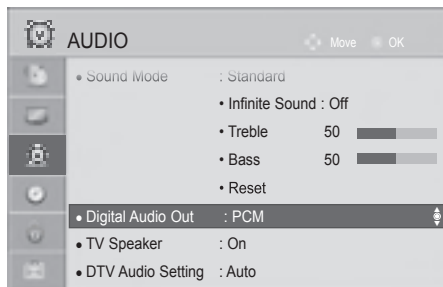 AUDIO Move OK
• Sound Mode : Standard
• Infinite Sound : Off
• Treble 50
• Bass 50
• Reset
• Digital Audio Out : PCM
• TV Speaker : On
• DTV Audio Setting : Auto